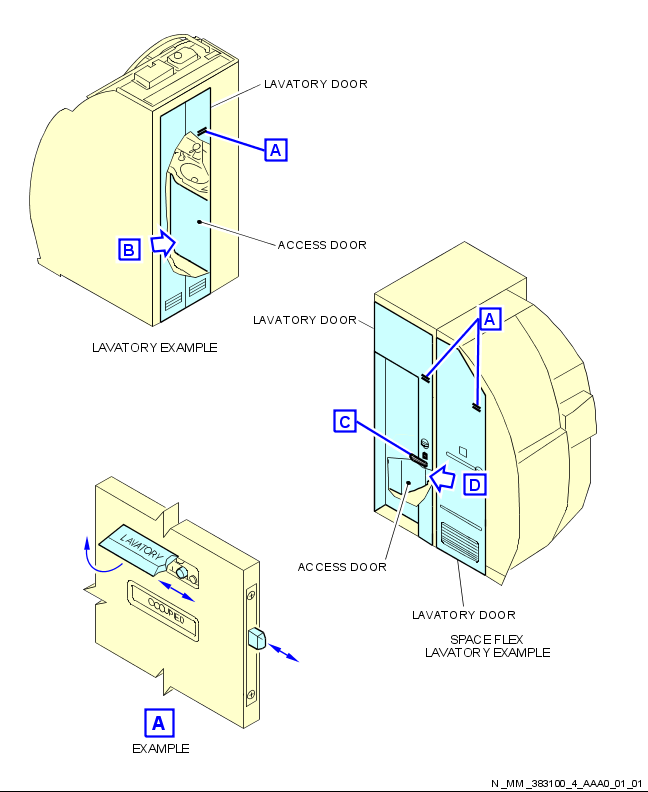 LAVATORY DOOR
A
ACCESS DOOR
B
LAVATORY EXAMPLE
LAVATORY DOOR
A
C
D
ACCESS DOOR
LAVATORY DOOR
SPACE FLEX
LAVATORY EXAMPLE
LAVATORY
OCCUPIED
A
EXAMPLE
N_MM_383100_4_AAA0_01_01